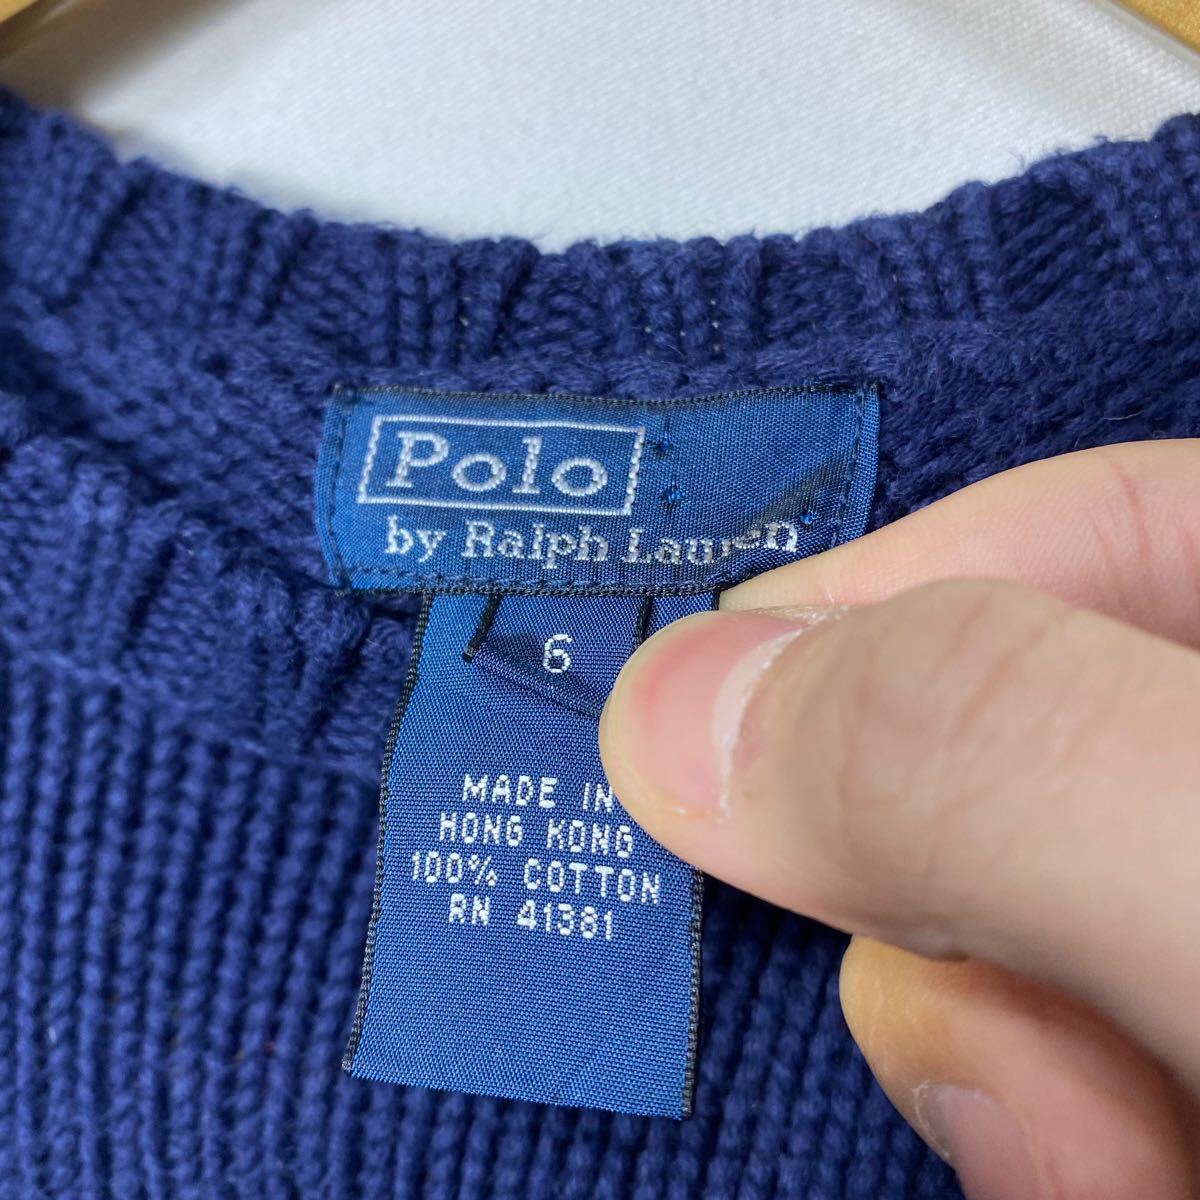 Polo
by Ralph Lauren
6
MADE IN
HONG KONG
100% COTTON
RN 41381